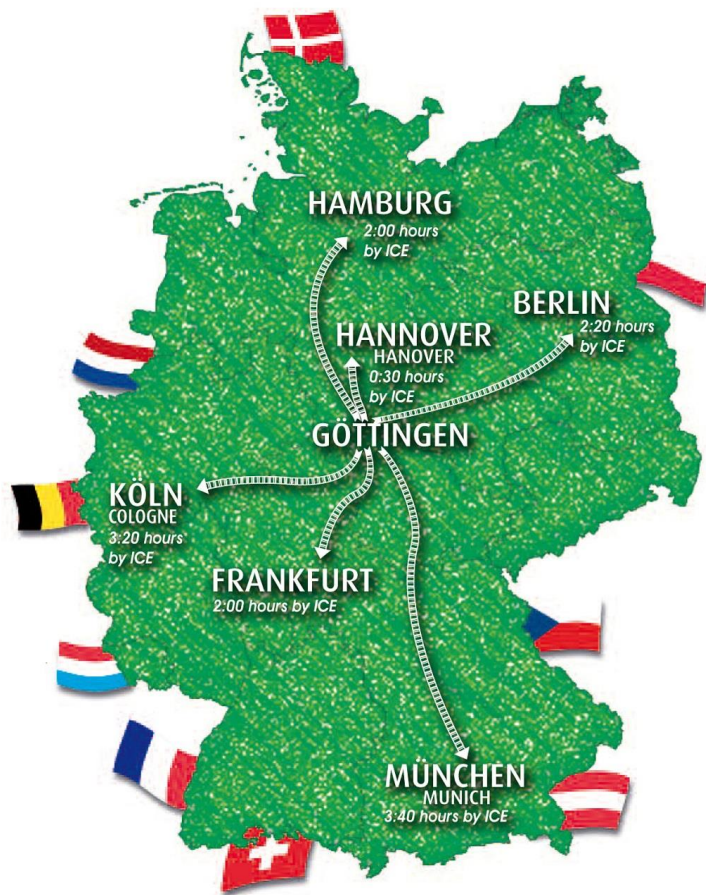 HAMBURG
2:00 hours
by ICE
BERLIN
2:20 hours
by ICE
HANNOVER
HANOVER
0:30 hours
by ICE
GÖTTINGEN
KÖLN
COLOGNE
3:20 hours
by ICE
FRANKFURT
2:00 hours by ICE
MÜNCHEN
MUNICH
3:40 hours by ICE